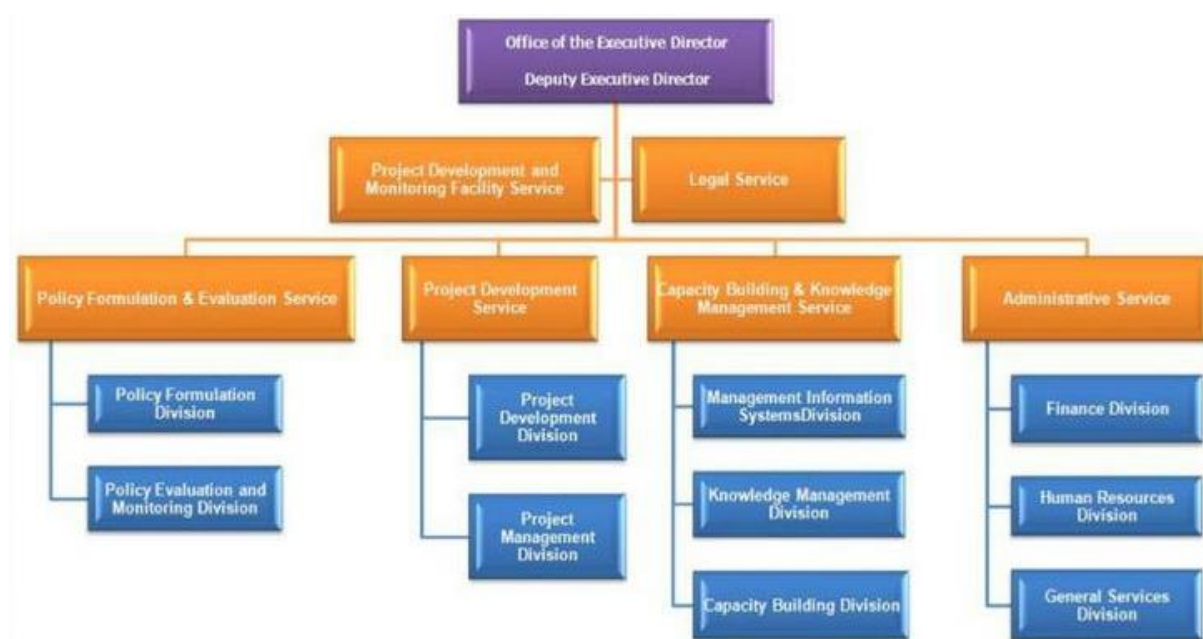 Office of the Executive Director
Deputy Executive Director
Project Development and
Monitoring Facility Service
Legal Service
Policy Formulation & Evaluation Service
Project Development
Service
Capacity Building & Knowledge
Management Service
Administrative Service
Policy Formulation
Division
Policy Evaluation and
Monitoring Division
Project
Development
Division
Project
Management
Division
Management Information
SystemsDivision
Knowledge Management
Division
Capacity Building Division
Finance Division
Human Resources
Division
General Services
Division